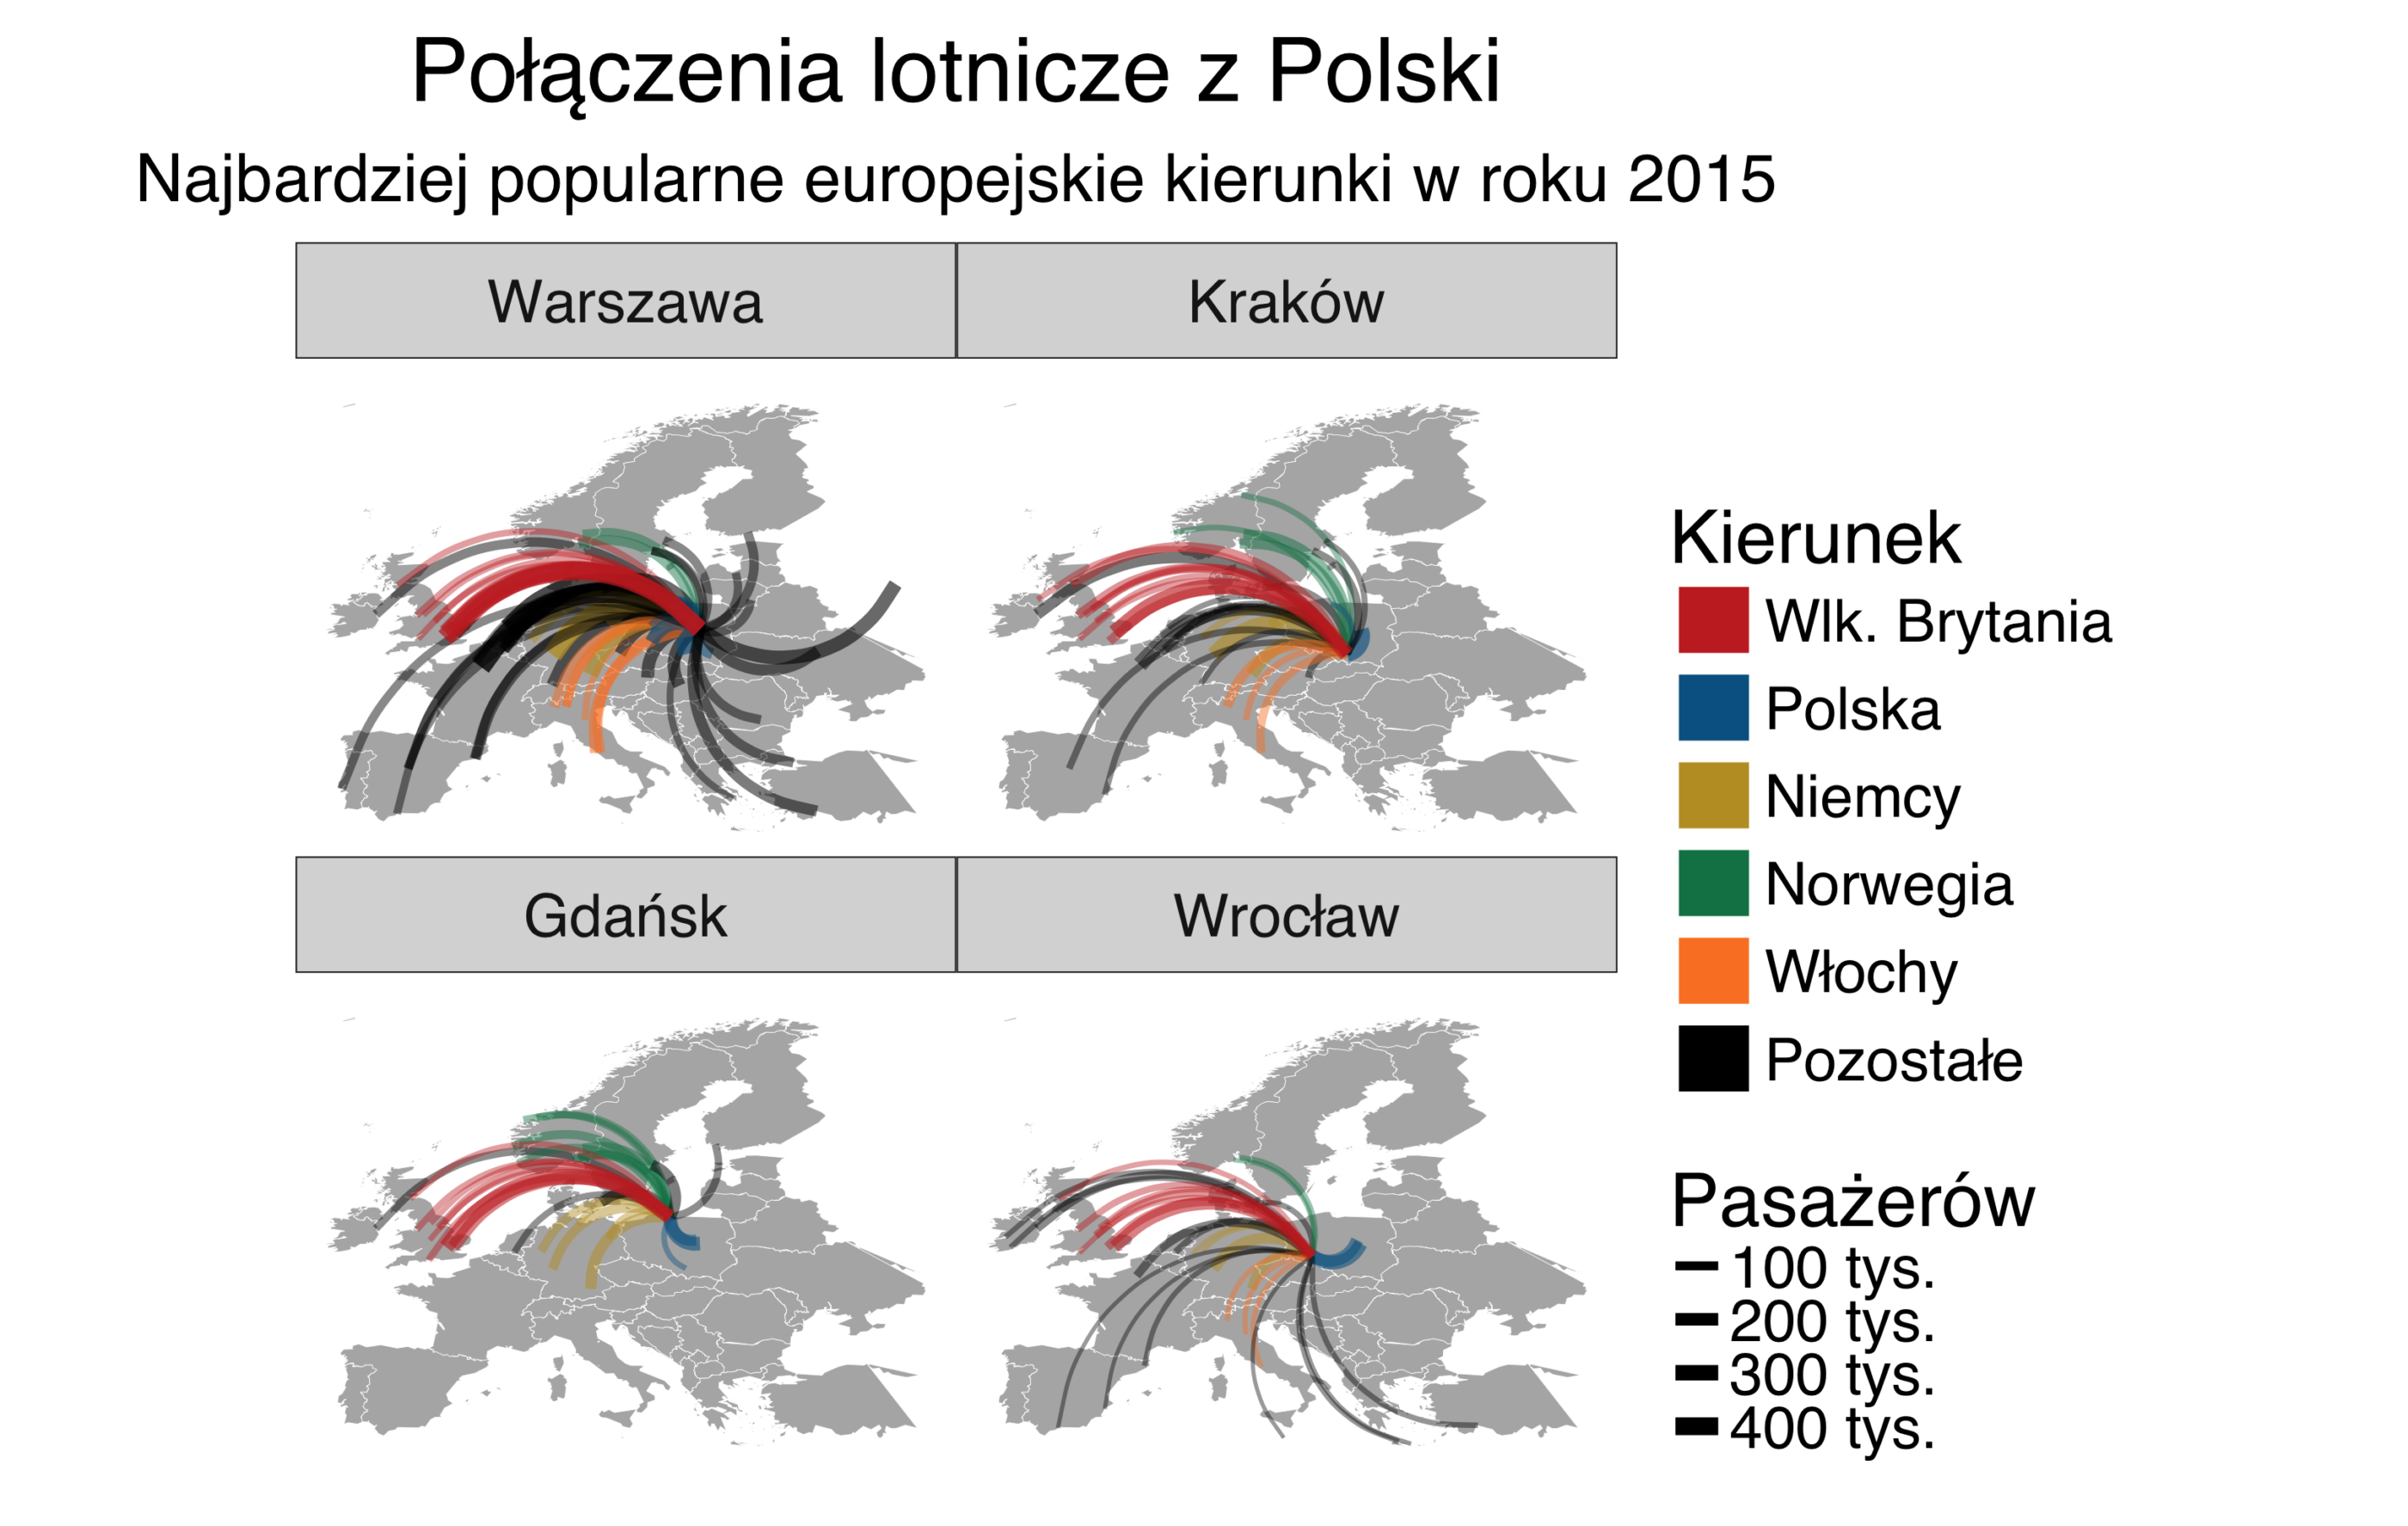 Połączenia lotnicze z Polski
Najbardziej popularne europejskie kierunki w roku 2015
Warszawa
Kraków
Gdańsk
Wrocław
Kierunek
Wlk. Brytania
Polska
Niemcy
Norwegia
Włochy
Pozostałe
Pasażerów
100 tys.
200 tys.
300 tys.
400 tys.